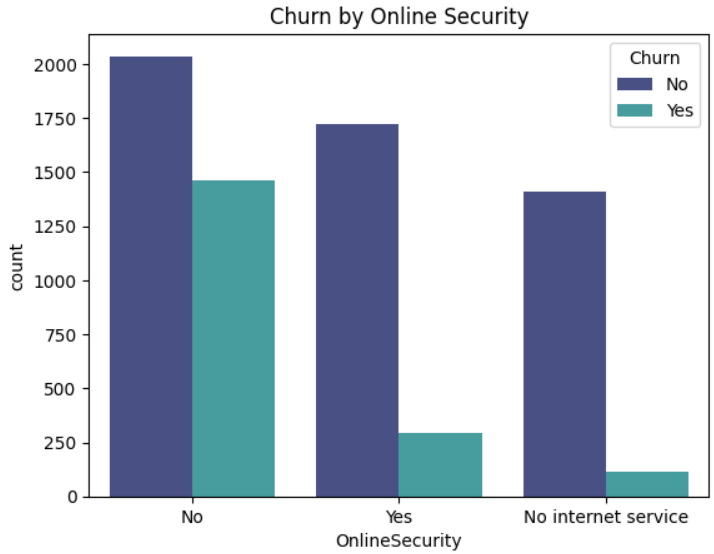 Churn by Online Security
Churn
No
Yes
2000
1750
1500
1250
1000
750
500
250
0
count
No Yes No internet service
OnlineSecurity